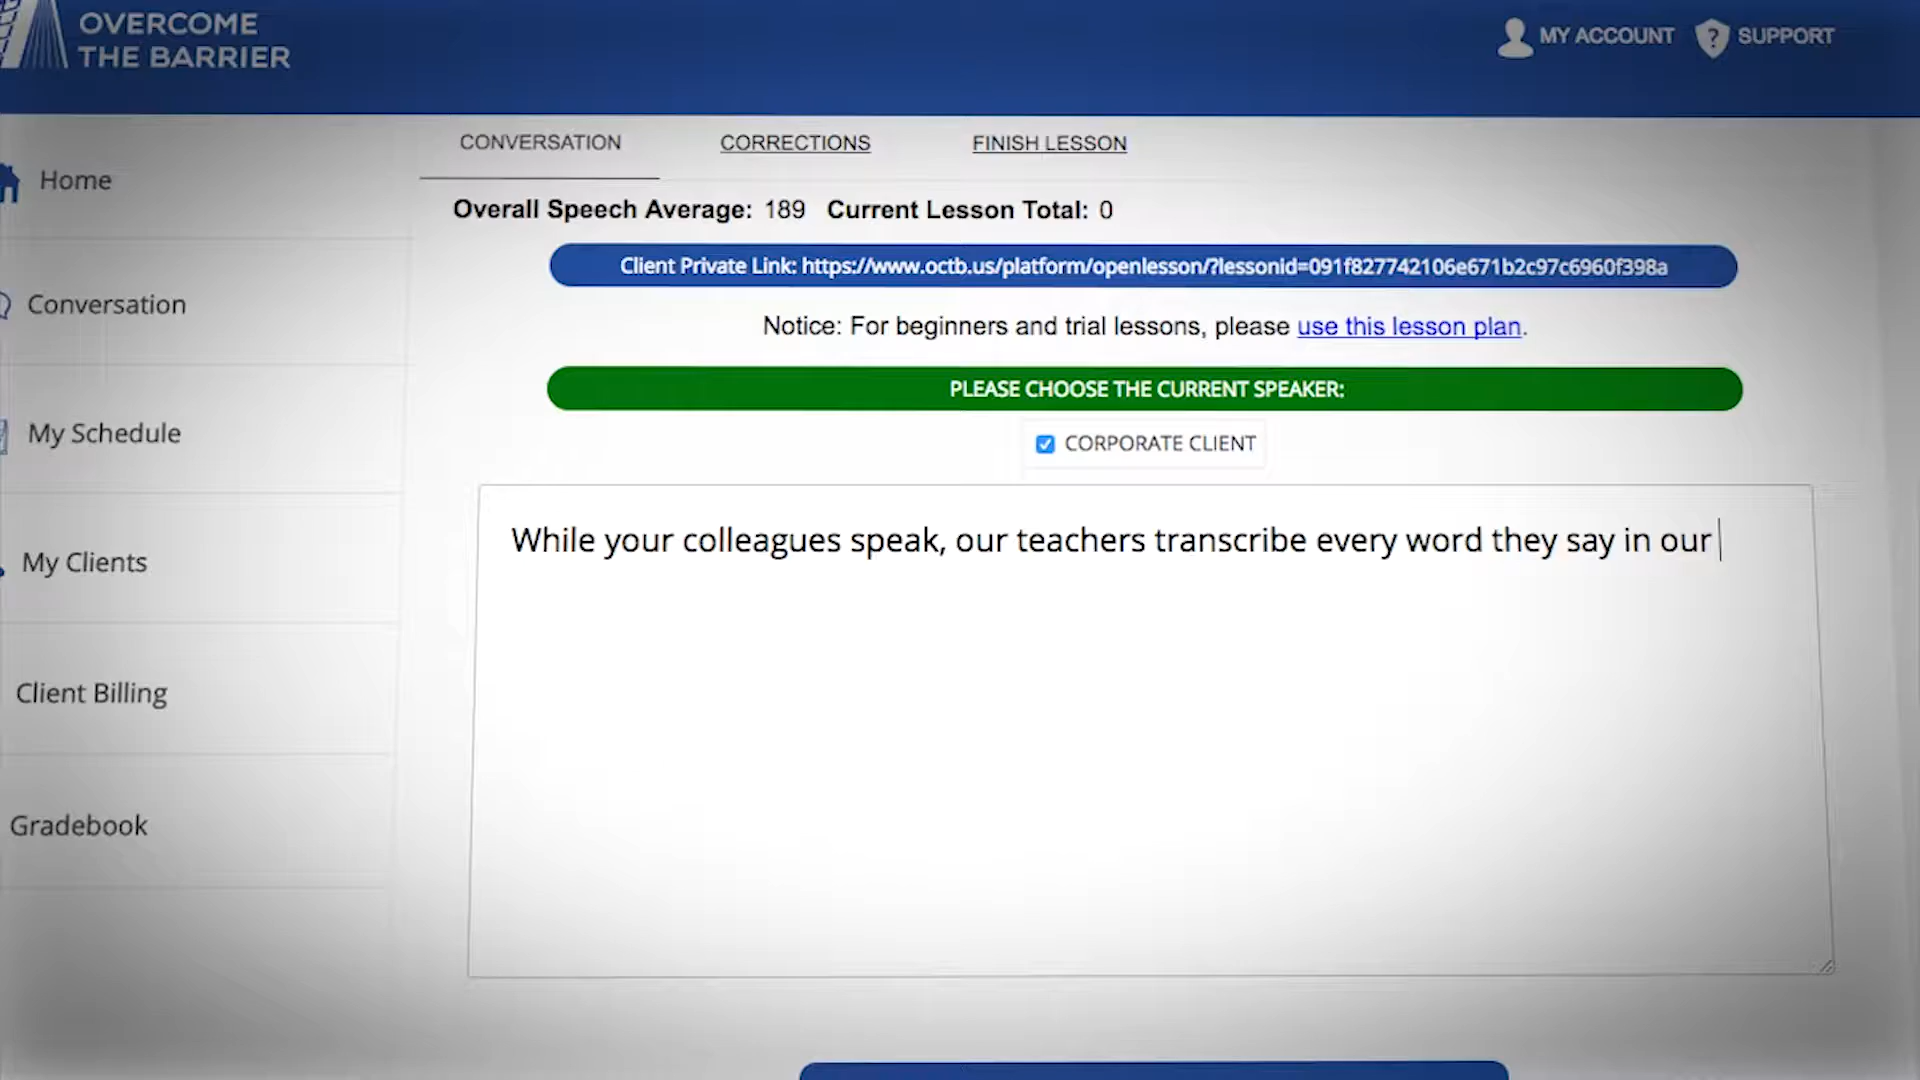 OVERCOME
THE BARRIER
MY ACCOUNT
SUPPORT
Home
Conversation
My Schedule
My Clients
Client Billing
Gradebook
CONVERSATION
CORRECTIONS
FINISH LESSON
Overall Speech Average: 189 Current Lesson Total: 0
Client Private Link: https://www.octb.us/platform/openlesson/?lessonid=091f827742106e671b2c97c6960f398a
Notice: For beginners and trial lessons, please use this lesson plan.
PLEASE CHOOSE THE CURRENT SPEAKER:
CORPORATE CLIENT
While your colleagues speak, our teachers transcribe every word they say in our